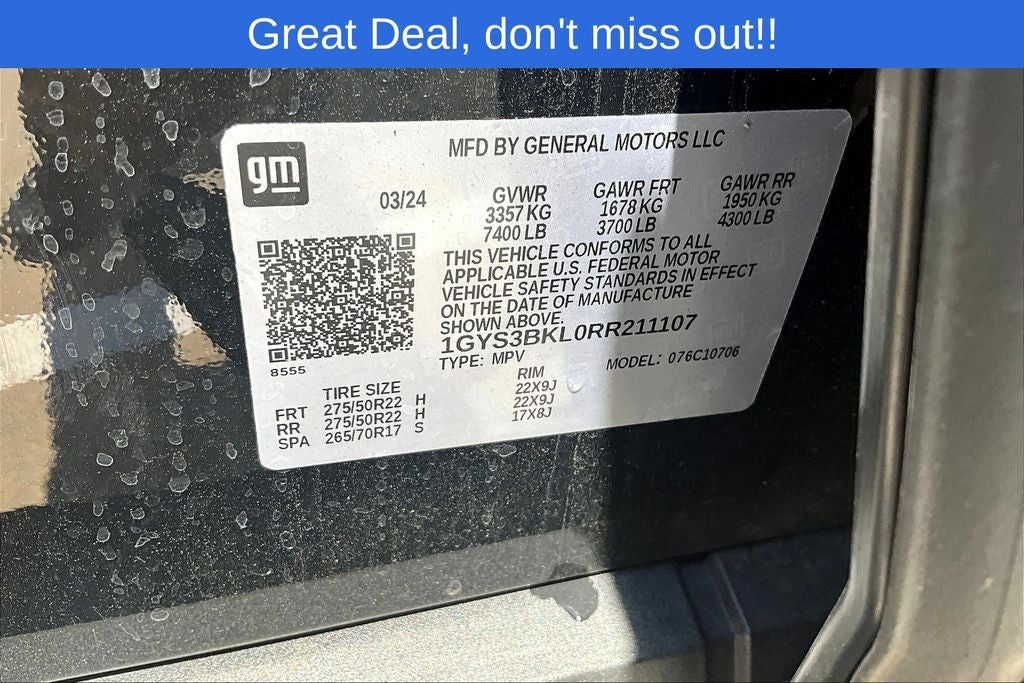 Great Deal, don't miss out!!
gm
MFD BY GENERAL MOTORS LLC
03/24
GVWR GAWR FRT GAWR RR
3357 KG 1678 KG 1950 KG
7400 LB 3700 LB 4300 LB
THIS VEHICLE CONFORMS TO ALL
APPLICABLE U.S. FEDERAL MOTOR
VEHICLE SAFETY STANDARDS IN EFFECT
ON THE DATE OF MANUFACTURE
SHOWN ABOVE.
1GYS3BKL0RR211107
TYPE: MPV MODEL: 076C10706
8555
TIRE SIZE RIM
FRT 275/50R22 H 22X9J
RR 275/50R22 H 22X9J
SPA 265/70R17 S 17X8J